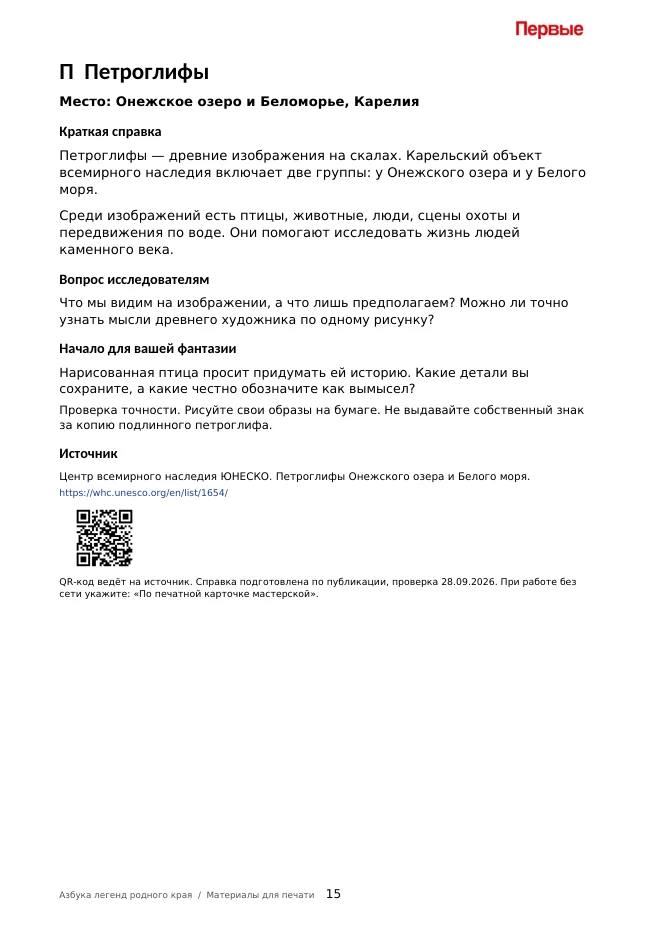 Первые
П Петроглифы
Место: Онежское озеро и Беломорье, Карелия
Краткая справка
Петроглифы — древние изображения на скалах. Карельский объект
всемирного наследия включает две группы: у Онежского озера и у Белого
моря.
Среди изображений есть птицы, животные, люди, сцены охоты и
передвижения по воде. Они помогают исследовать жизнь людей
каменного века.
Вопрос исследователям
Что мы видим на изображении, а что лишь предполагаем? Можно ли точно
узнать мысли древнего художника по одному рисунку?
Начало для вашей фантазии
Нарисованная птица просит придумать ей историю. Какие детали вы
сохраните, а какие честно обозначите как вымысел?
Проверка точности. Рисуйте свои образы на бумаге. Не выдавайте собственный знак
за копию подлинного петроглифа.
Источник
Центр всемирного наследия ЮНЕСКО. Петроглифы Онежского озера и Белого моря.
https://whc.unesco.org/en/list/1654/
QR-код ведёт на источник. Справка подготовлена по публикации, проверка 28.09.2026. При работе без
сети укажите: «По печатной карточке мастерской».
Азбука легенд родного края / Материалы для печати 15